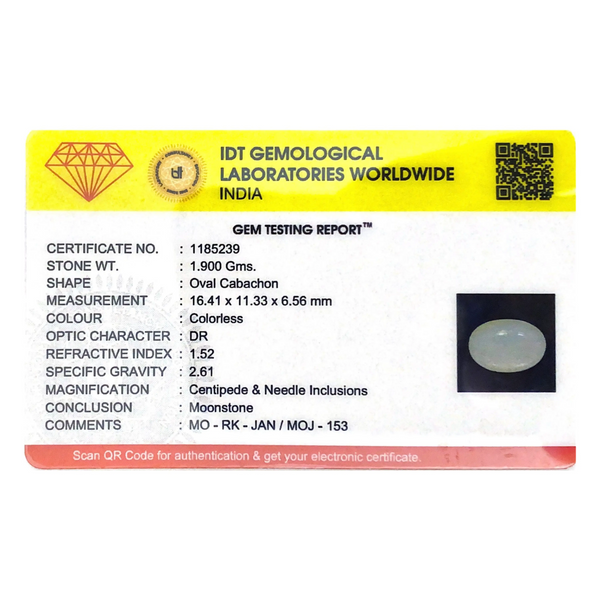 IDT GEMOLOGICAL
LABORATORIES WORLDWIDE
INDIA
GEM TESTING REPORT™
CERTIFICATE NO. : 1185239
STONE WT. : 1.900 Gms.
SHAPE : Oval Cabachon
MEASUREMENT : 16.41 x 11.33 x 6.56 mm
COLOUR : Colorless
OPTIC CHARACTER : DR
REFRACTIVE INDEX : 1.52
SPECIFIC GRAVITY : 2.61
MAGNIFICATION : Centipede & Needle Inclusions
CONCLUSION : Moonstone
COMMENTS : MO - RK - JAN / MOJ - 153
Scan QR Code for authentication & get your electronic certificate.